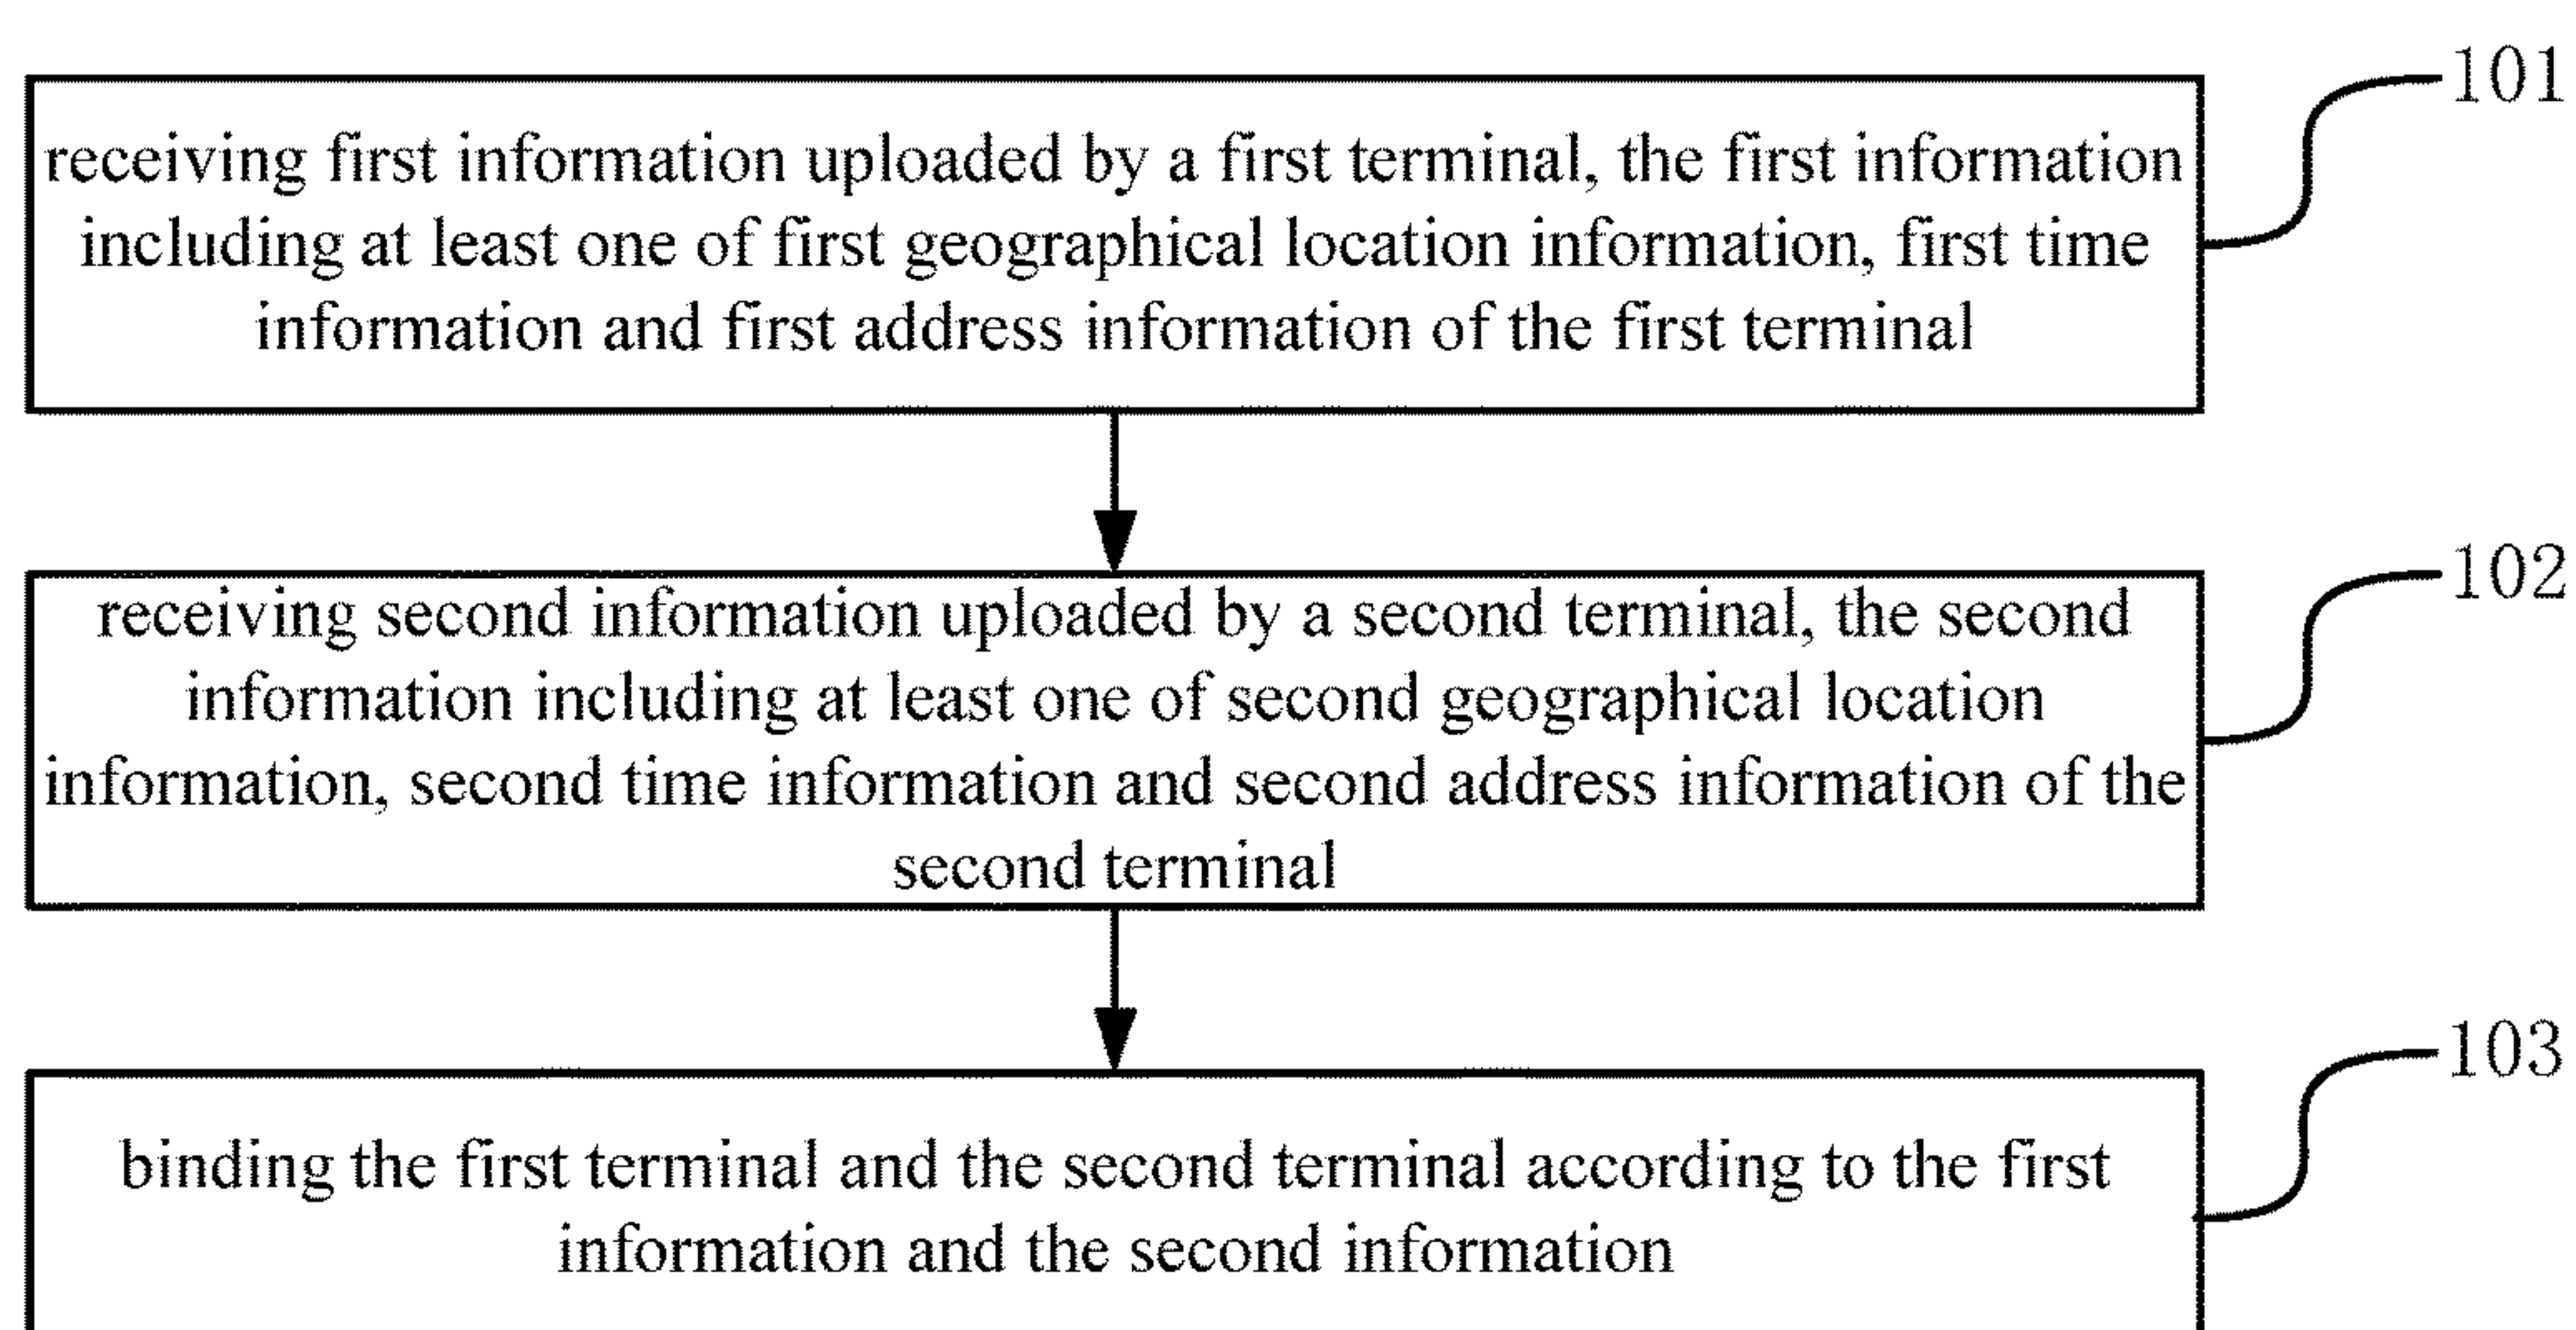 101
receiving first information uploaded by a first terminal, the first information
including at least one of first geographical location information, first time
information and first address information of the first terminal
102
receiving second information uploaded by a second terminal, the second
information including at least one of second geographical location
information, second time information and second address information of the
second terminal
103
binding the first terminal and the second terminal according to the first
information and the second information